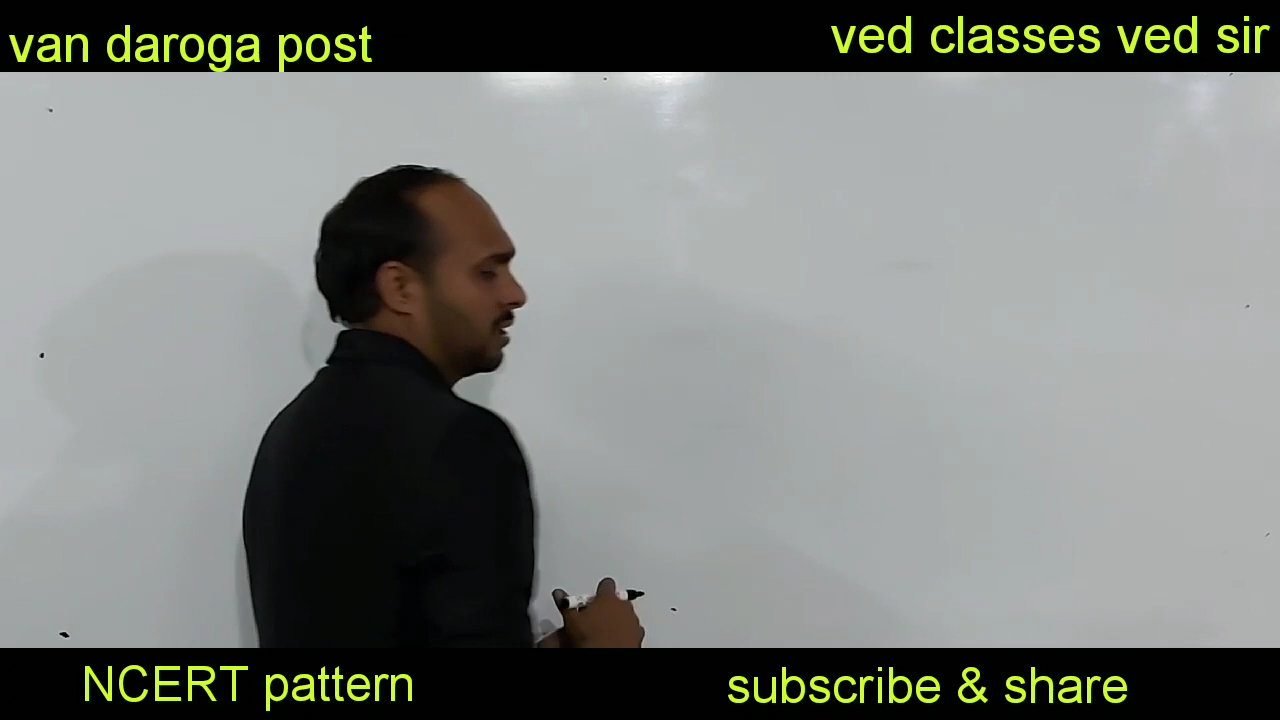 van daroga post
ved classes ved sir
NCERT pattern
subscribe & share